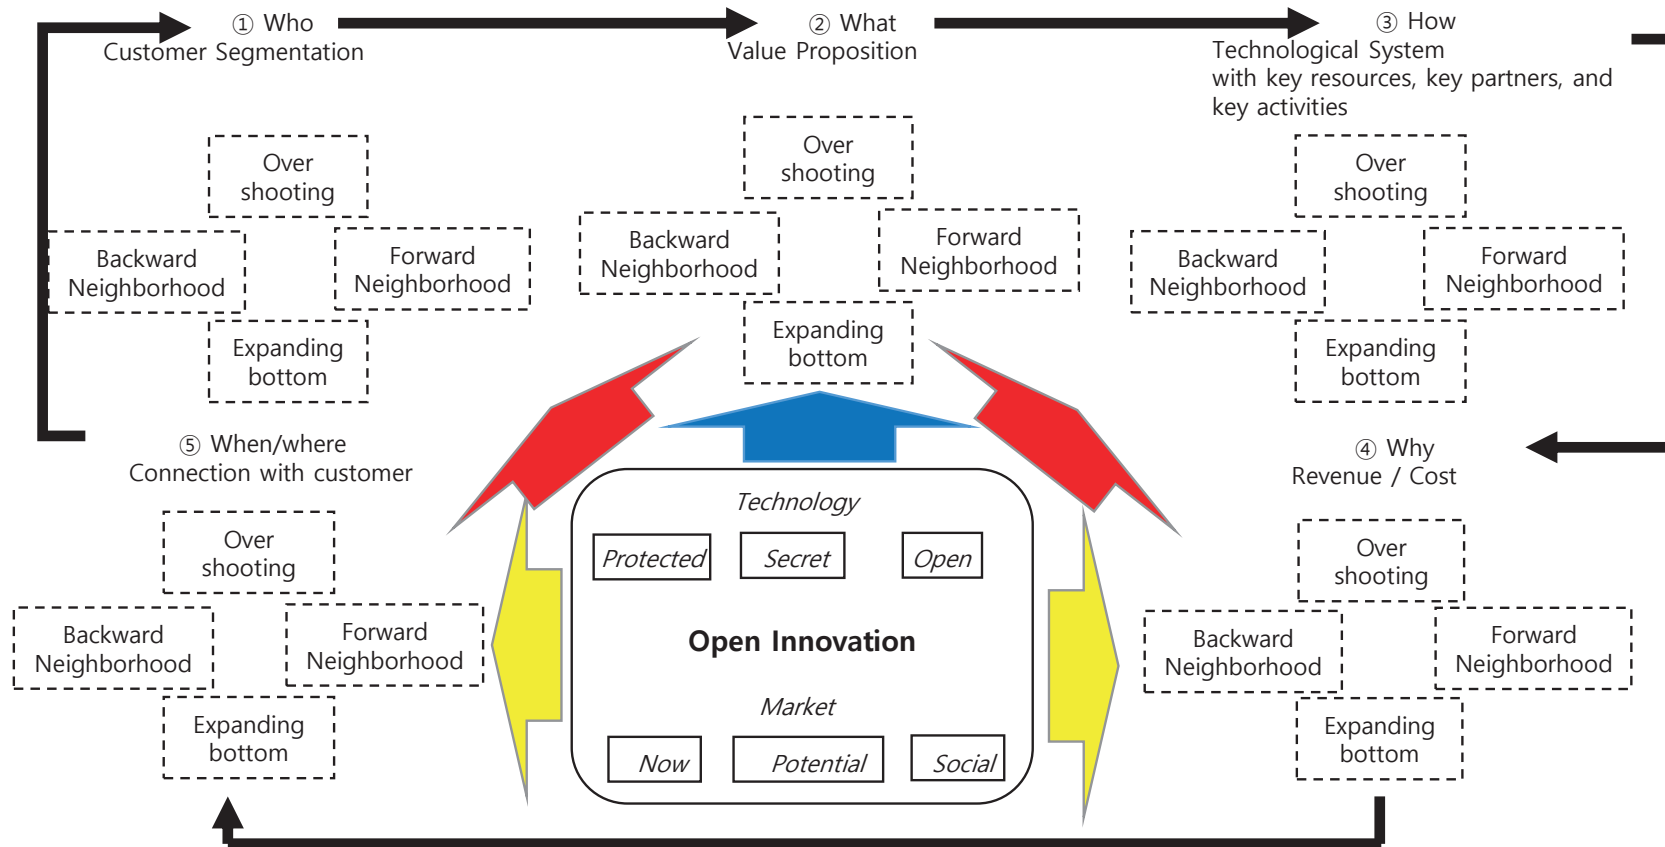 ① Who
Customer Segmentation
② What
Value Proposition
③ How
Technological System
with key resources, key partners, and
key activities
Over
shooting
Backward
Neighborhood
Forward
Neighborhood
Expanding
bottom
Over
shooting
Backward
Neighborhood
Forward
Neighborhood
Expanding
bottom
Over
shooting
Backward
Neighborhood
Forward
Neighborhood
Expanding
bottom
⑤ When/where
Connection with customer
Over
shooting
Backward
Neighborhood
Forward
Neighborhood
Expanding
bottom
Technology
Protected
Secret
Open
Open Innovation
Market
Now
Potential
Social
④ Why
Revenue / Cost
Over
shooting
Backward
Neighborhood
Forward
Neighborhood
Expanding
bottom